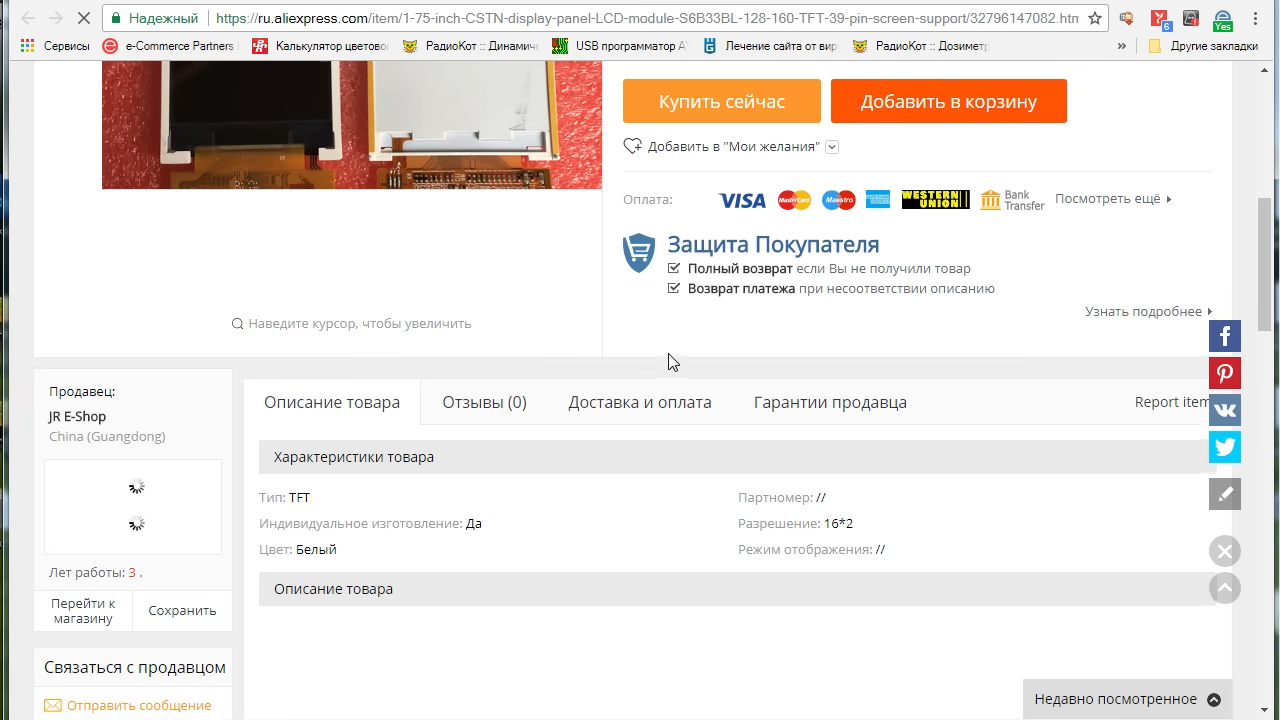 Надежный https://ru.aliexpress.com/item/1-75-inch-CSTN-display-panel-LCD-module-S6B33BL-128-160-TFT-39-pin-screen-support/32796147082.htm
6 Yes
Сервисы e-Commerce Partners Калькулятор цветово РадиоКот :: Динамич USB программатор AV Лечение сайта от вир РадиоКот :: Дозиметр » Другие закладки
Купить сейчас Добавить в корзину
Добавить в "Мои желания"
Оплата: VISA MasterCard Maestro WESTERN UNION Bank Transfer Посмотреть ещё
Защита Покупателя
Полный возврат если Вы не получили товар
Возврат платежа при несоответствии описанию
Узнать подробнее
Наведите курсор, чтобы увеличить
Продавец:
JR E-Shop
China (Guangdong)
Лет работы: 3 .
Перейти к магазину
Сохранить
Связаться с продавцом
Отправить сообщение
Описание товара Отзывы (0) Доставка и оплата Гарантии продавца Report item
Характеристики товара
Тип: TFT Партномер: //
Индивидуальное изготовление: Да Разрешение: 16*2
Цвет: Белый Режим отображения: //
Описание товара
Недавно посмотренное